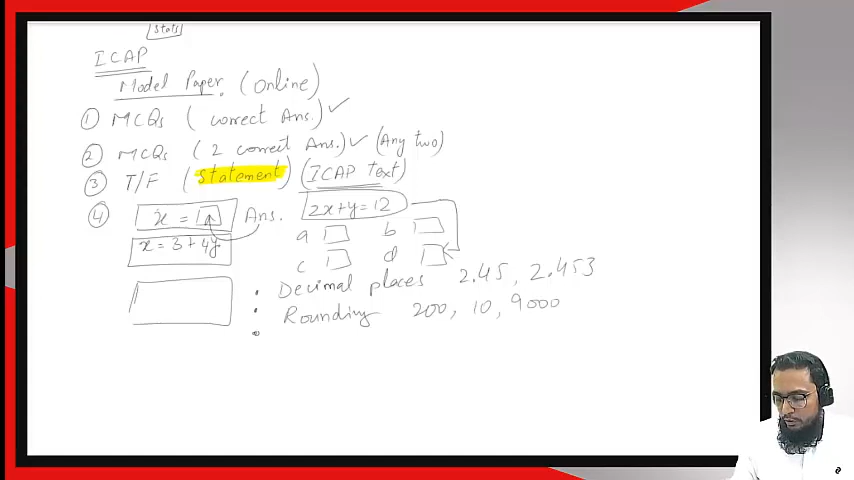 Stats
ICAP
Model Paper. (Online)
① MCQs ( correct Ans.) ✓
② MCQs ( 2 correct Ans.) ✓ (Any two)
③ T/F ( Statement ) (ICAP Text)
④ x = Ans. 2x+y=12
x = 3 + 4y
a b
c d
• Decimal places 2.45, 2.453
• Rounding 200, 10, 9000
•